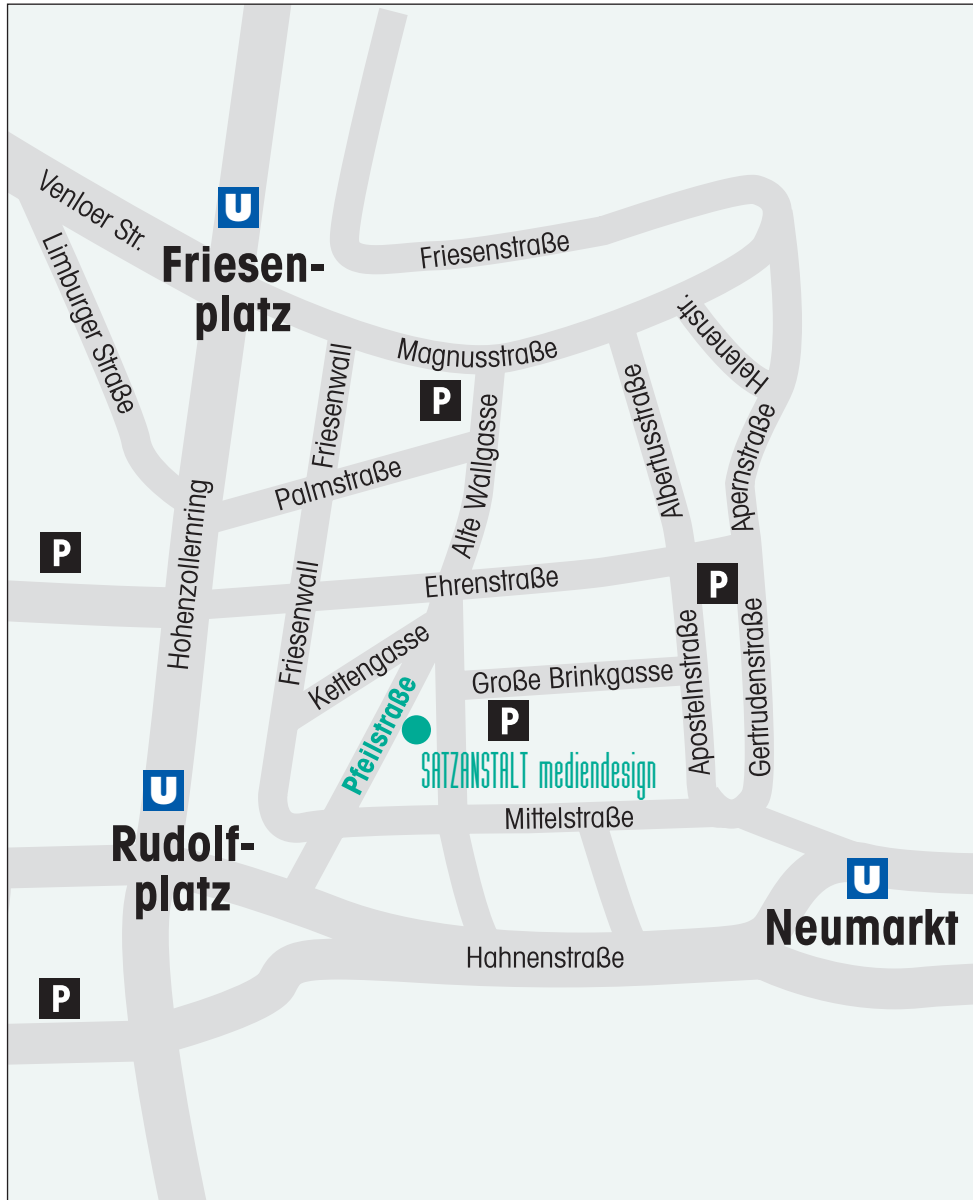 Venloer Str.
U
Friesen-
platz
Friesenstraße
Limburger Straße
Helenenstr.
Magnusstraße
Friesenwall
P
Albertusstraße
Alte Wallgasse
Apernstraße
Palmstraße
Hohenzollernring
P
Ehrenstraße
P
Friesenwall
Kettengasse
Große Brinkgasse
Apostelnstraße
Gertrudenstraße
Pfeilstraße
P
SATZANSTALT mediendesign
U
Mittelstraße
Rudolf-
platz
U
Neumarkt
Hahnenstraße
P